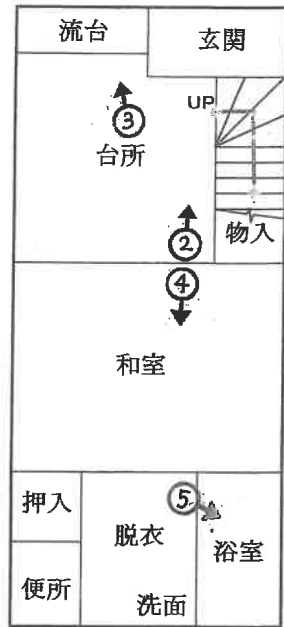 流台
玄関
UP
③
台所
②
物入
④
和室
⑤
押入
脱衣
浴室
便所
洗面